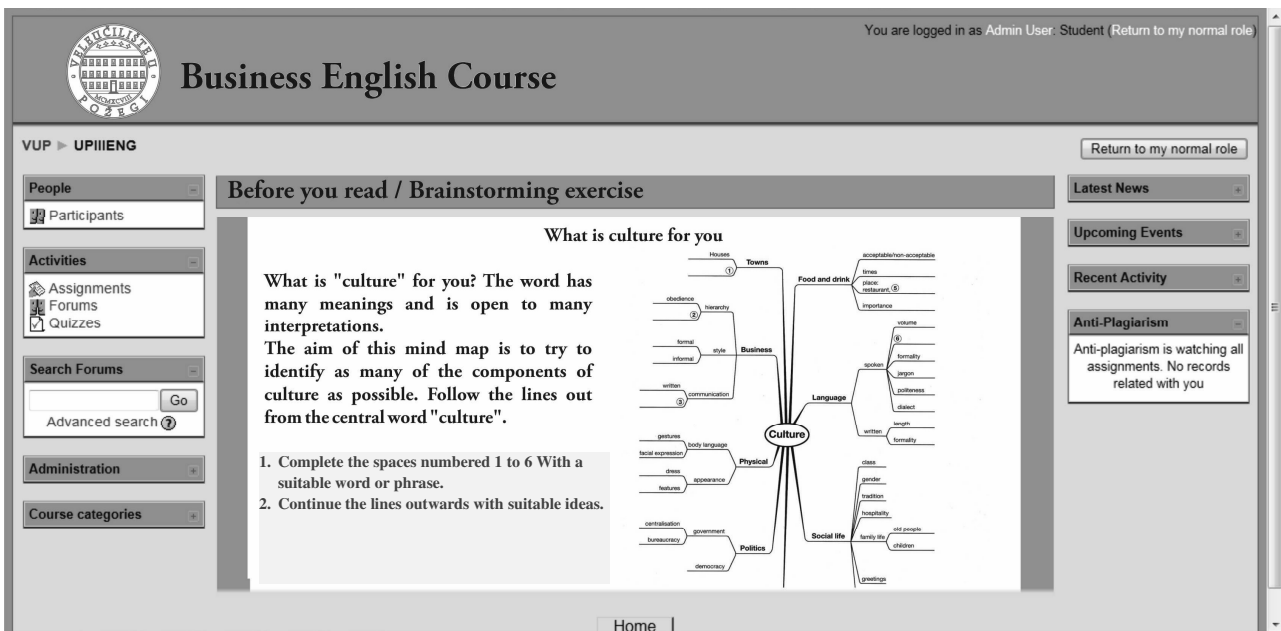 You are logged in as Admin User: Student (Return to my normal role)
VELEUČILIŠTE U POŽEGI
MCMXCVIII
Business English Course
VUP ► UPIIIENG
Return to my normal role
People
Participants
Activities
Assignments
Forums
Quizzes
Search Forums
Go
Advanced search ?
Administration
Course categories
Before you read / Brainstorming exercise
What is culture for you
What is "culture" for you? The word has
many meanings and is open to many
interpretations.
The aim of this mind map is to try to
identify as many of the components of
culture as possible. Follow the lines out
from the central word "culture".
1. Complete the spaces numbered 1 to 6 With a
suitable word or phrase.
2. Continue the lines outwards with suitable ideas.
Culture
Towns
Houses
1
Business
hierarchy
obedience
2
style
formal
informal
communication
written
3
Physical
body language
gestures
facial expression
appearance
dress
features
Politics
government
centralisation
bureaucracy
democracy
Food and drink
acceptable/non-acceptable
times
place:
restaurant, 5
importance
Language
spoken
volume
6
formality
jargon
politeness
dialect
written
length
formality
Social life
class
gender
tradition
hospitality
family life
old people
children
greetings
Latest News
Upcoming Events
Recent Activity
Anti-Plagiarism
Anti-plagiarism is watching all
assignments. No records
related with you
Home